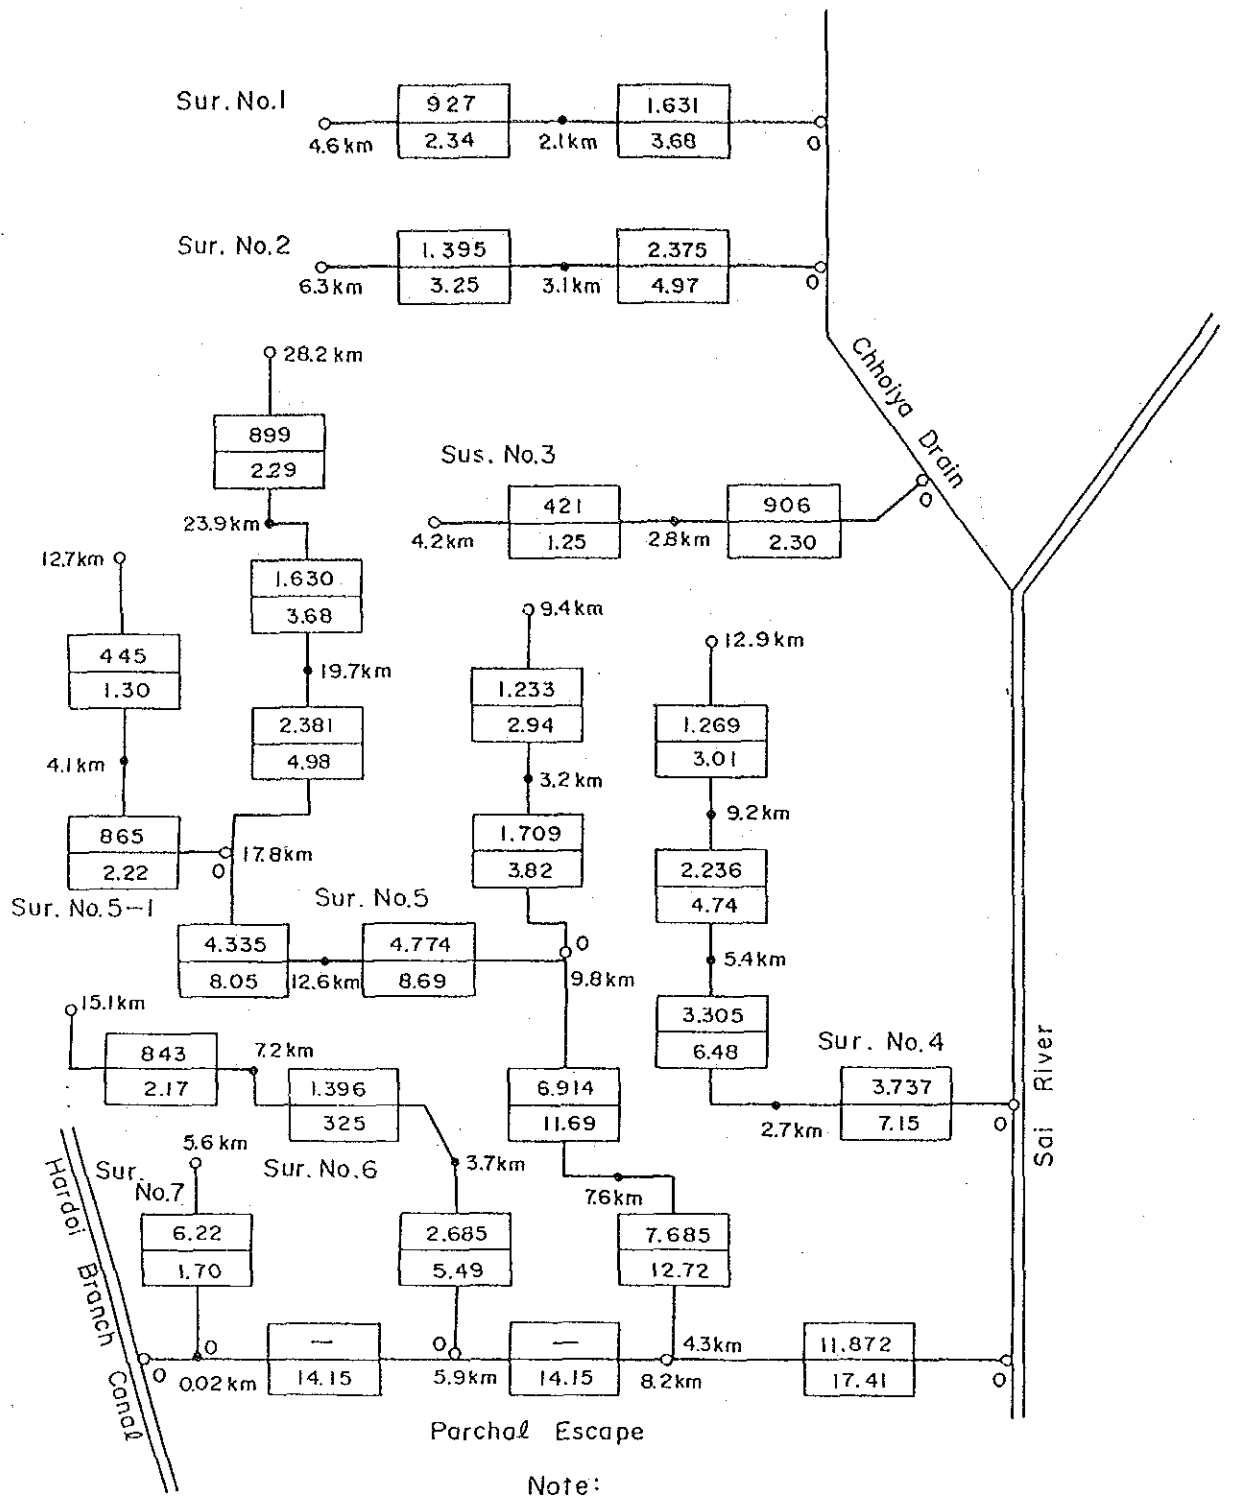 Sur. No.1
927
1.631
4.6 km
2.34
2.1km
3.68
0
Sur. No.2
1.395
2.375
6.3km
3.25
3.1km
4.97
0
Chhoiya Drain
28.2 km
899
2.29
23.9km
Sus. No.3
421
906
4.2km
1.25
2.8km
2.30
0
12.7km
1.630
3.68
9.4km
12.9km
445
1.30
19.7km
1.233
2.94
1.269
3.01
2.381
4.98
4.1km
3.2 km
9.2km
865
2.22
0
17.8km
1.709
3.82
2.236
4.74
Sur. No.5-1
Sur. No.5
4.335
8.05
12.6km
4.774
8.69
0
9.8km
5.4km
15.1km
3.305
6.48
Sur. No.4
843
2.17
7.2km
1.396
325
6.914
11.69
3.737
7.15
2.7km
0
Sai River
5.6 km
Sur.
No.7
Sur. No.6
3.7km
7.6km
Hardoi Branch Canal
6.22
1.70
2.685
5.49
7.685
12.72
0
0
4.3km
0
0.02 km
—
14.15
5.9km
—
14.15
8.2km
11.872
17.41
0
Parchal Escape
Note: